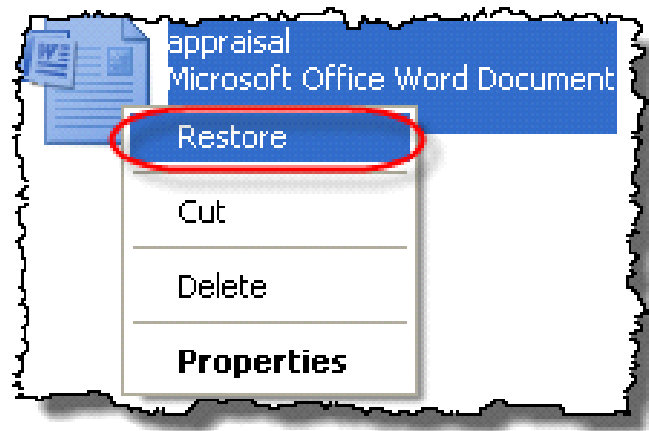 appraisal
Microsoft Office Word Document
Restore
Cut
Delete
Properties